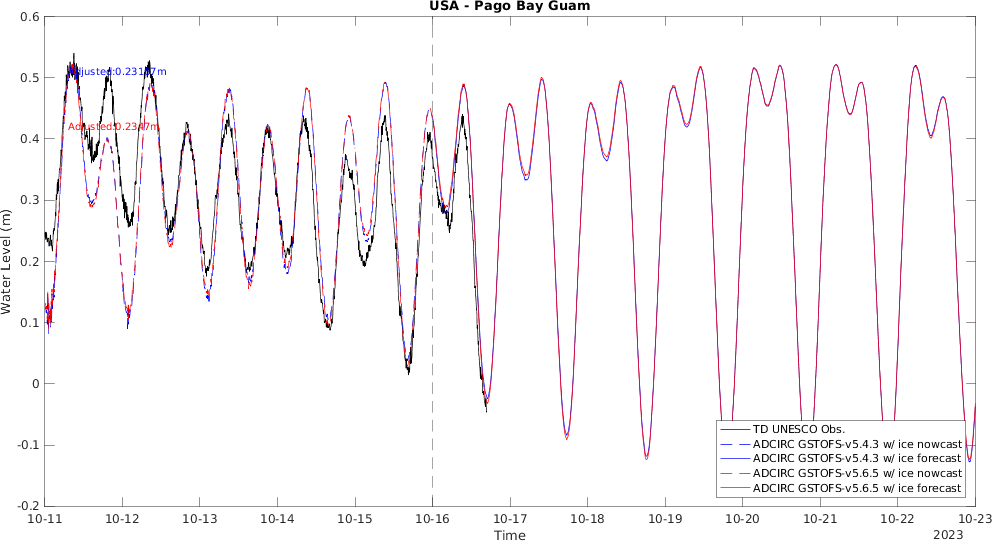 USA - Pago Bay Guam
0.6
0.5
0.4
0.3
0.2
0.1
0
-0.1
-0.2
Water Level (m)
Adjusted:0.2347m
TD UNESCO Obs.
ADCIRC GSTOFS-v5.4.3 w/ ice nowcast
ADCIRC GSTOFS-v5.4.3 w/ ice forecast
ADCIRC GSTOFS-v5.6.5 w/ ice nowcast
ADCIRC GSTOFS-v5.6.5 w/ ice forecast
10-11 10-12 10-13 10-14 10-15 10-16 10-17 10-18 10-19 10-20 10-21 10-22 10-23
Time
2023